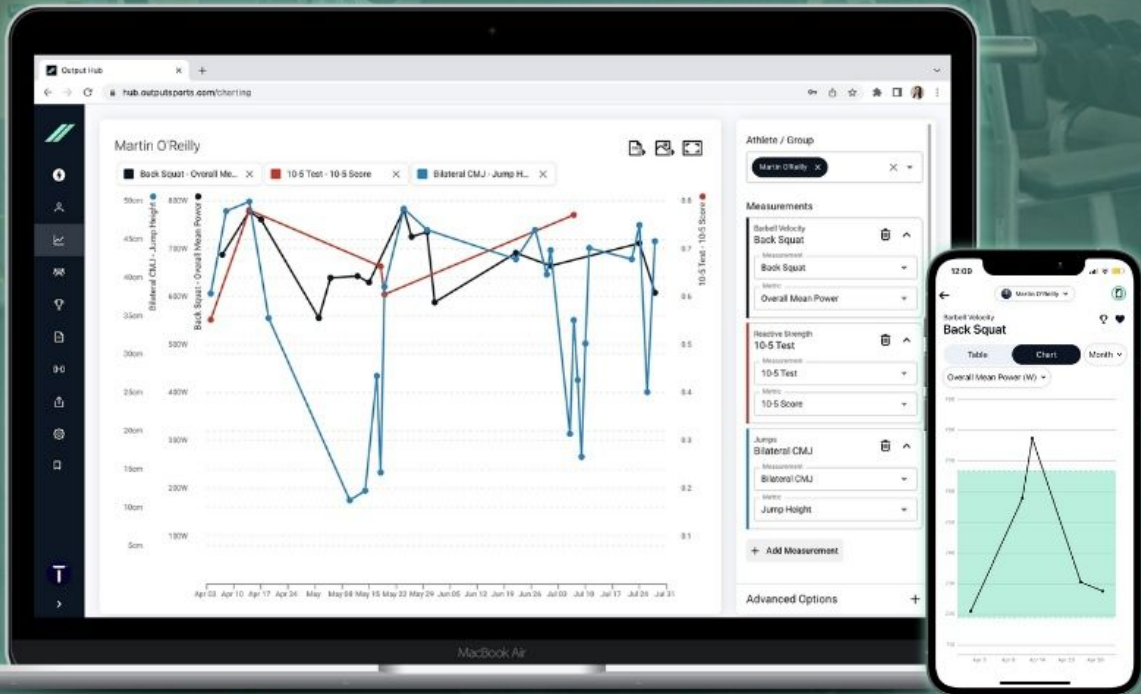 Output Hub
hub.outputsports.com/charting
Martin O'Reilly
Back Squat - Overall Me...
10-5 Test - 10-5 Score
Bilateral CMJ - Jump H...
50cm
45cm
40cm
35cm
30cm
25cm
20cm
15cm
10cm
5cm
Bilateral CMJ - Jump Height
800W
700W
600W
500W
400W
300W
200W
100W
Back Squat - Overall Mean Power
0.8
0.7
0.6
0.5
0.4
0.3
0.2
0.1
10-5 Test - 10-5 Score
Apr 03 Apr 10 Apr 17 Apr 24 May May 08 May 15 May 22 May 29 Jun 05 Jun 12 Jun 19 Jun 26 Jul 03 Jul 10 Jul 17 Jul 31
Athlete / Group
Martin O'Reilly
Measurements
Barbell Velocity
Back Squat
Measurement
Back Squat
Metric
Overall Mean Power
Reactive Strength
10-5 Test
Measurement
10-5 Test
Metric
10-5 Score
Jumps
Bilateral CMJ
Measurement
Bilateral CMJ
Metric
Jump Height
+ Add Measurement
Advanced Options +
MacBook Air
12:09
Martin O'Reilly
Barbell Velocity
Back Squat
Table
Chart
Month
Overall Mean Power (W)